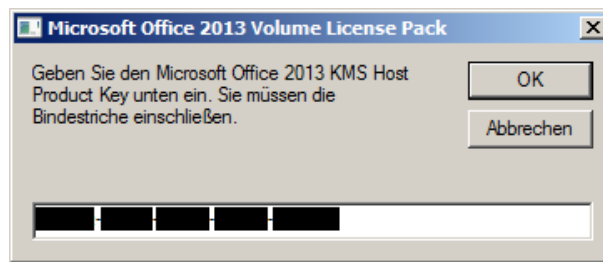 Microsoft Office 2013 Volume License Pack
Geben Sie den Microsoft Office 2013 KMS Host
Product Key unten ein. Sie müssen die
Bindestriche einschließen.
OK
Abbrechen